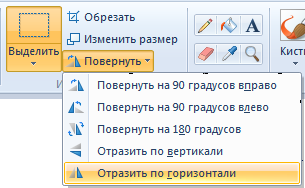 Обрезать
Изменить размер
Выделить
Повернуть
Кисти
Повернуть на 90 градусов вправо
Повернуть на 90 градусов влево
Повернуть на 180 градусов
Отразить по вертикали
Отразить по горизонтали